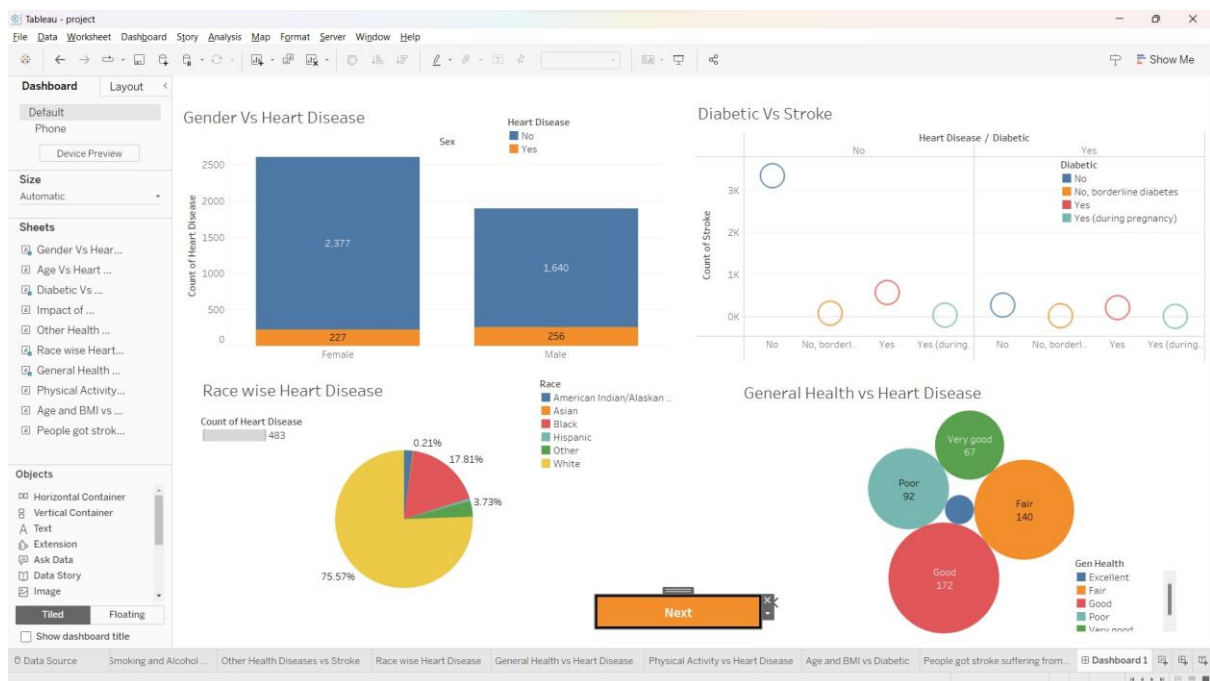 Tableau - project
File Data Worksheet Dashboard Story Analysis Map Format Server Window Help
Show Me
Dashboard Layout
Default
Phone
Device Preview
Size
Automatic
Sheets
Gender Vs Hear...
Age Vs Heart ...
Diabetic Vs ...
Impact of ...
Other Health ...
Race wise Heart...
General Health ...
Physical Activity...
Age and BMI vs ...
People got strok...
Objects
Horizontal Container
Vertical Container
Text
Extension
Ask Data
Data Story
Image
Tiled Floating
Show dashboard title
Gender Vs Heart Disease
Heart Disease
No
Yes
Sex
Count of Heart Disease
2500
2000
1500
1000
500
0
2,377
1,640
227
256
Female Male
Diabetic Vs Stroke
Heart Disease / Diabetic
No Yes
Diabetic
No
No, borderline diabetes
Yes
Yes (during pregnancy)
Count of Stroke
3K
2K
1K
0K
No No, borderl.. Yes Yes (during.. No No, borderl.. Yes Yes (during..
Race wise Heart Disease
Count of Heart Disease
483
Race
American Indian/Alaskan ..
Asian
Black
Hispanic
Other
White
0.21%
17.81%
3.73%
75.57%
General Health vs Heart Disease
Very good
67
Poor
92
Fair
140
Good
172
Gen Health
Excellent
Fair
Good
Poor
Very good
Next
Data Source Smoking and Alcohol ... Other Health Diseases vs Stroke Race wise Heart Disease General Health vs Heart Disease Physical Activity vs Heart Disease Age and BMI vs Diabetic People got stroke suffering from... Dashboard 1